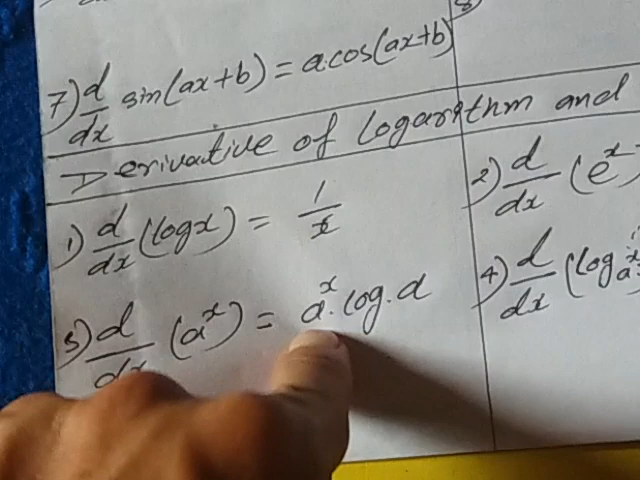 7) d/dx sin(ax+b) = a.cos(ax+b)
Derivative of Logarithm and
1) d/dx (logx) = 1/x
2) d/dx (e^x
3) d/dx (a^x) = a^x. log.a
4) d/dx (log